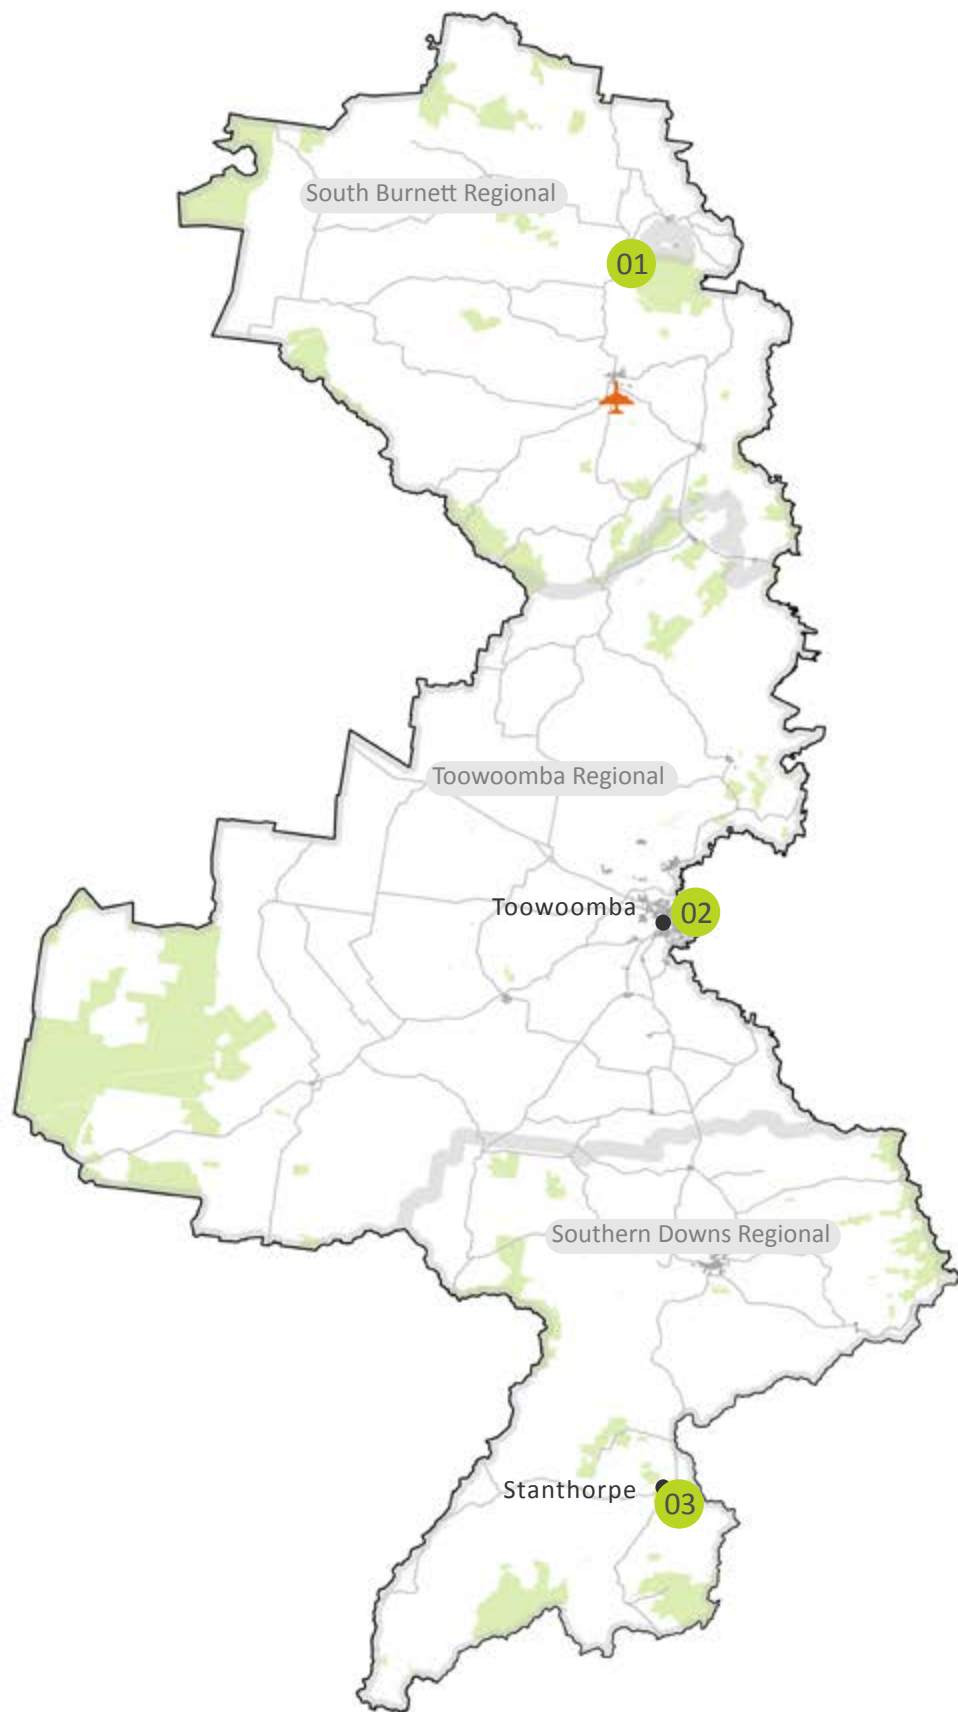 South Burnett Regional
01
Toowoomba Regional
Toowoomba
02
Southern Downs Regional
Stanthorpe
03